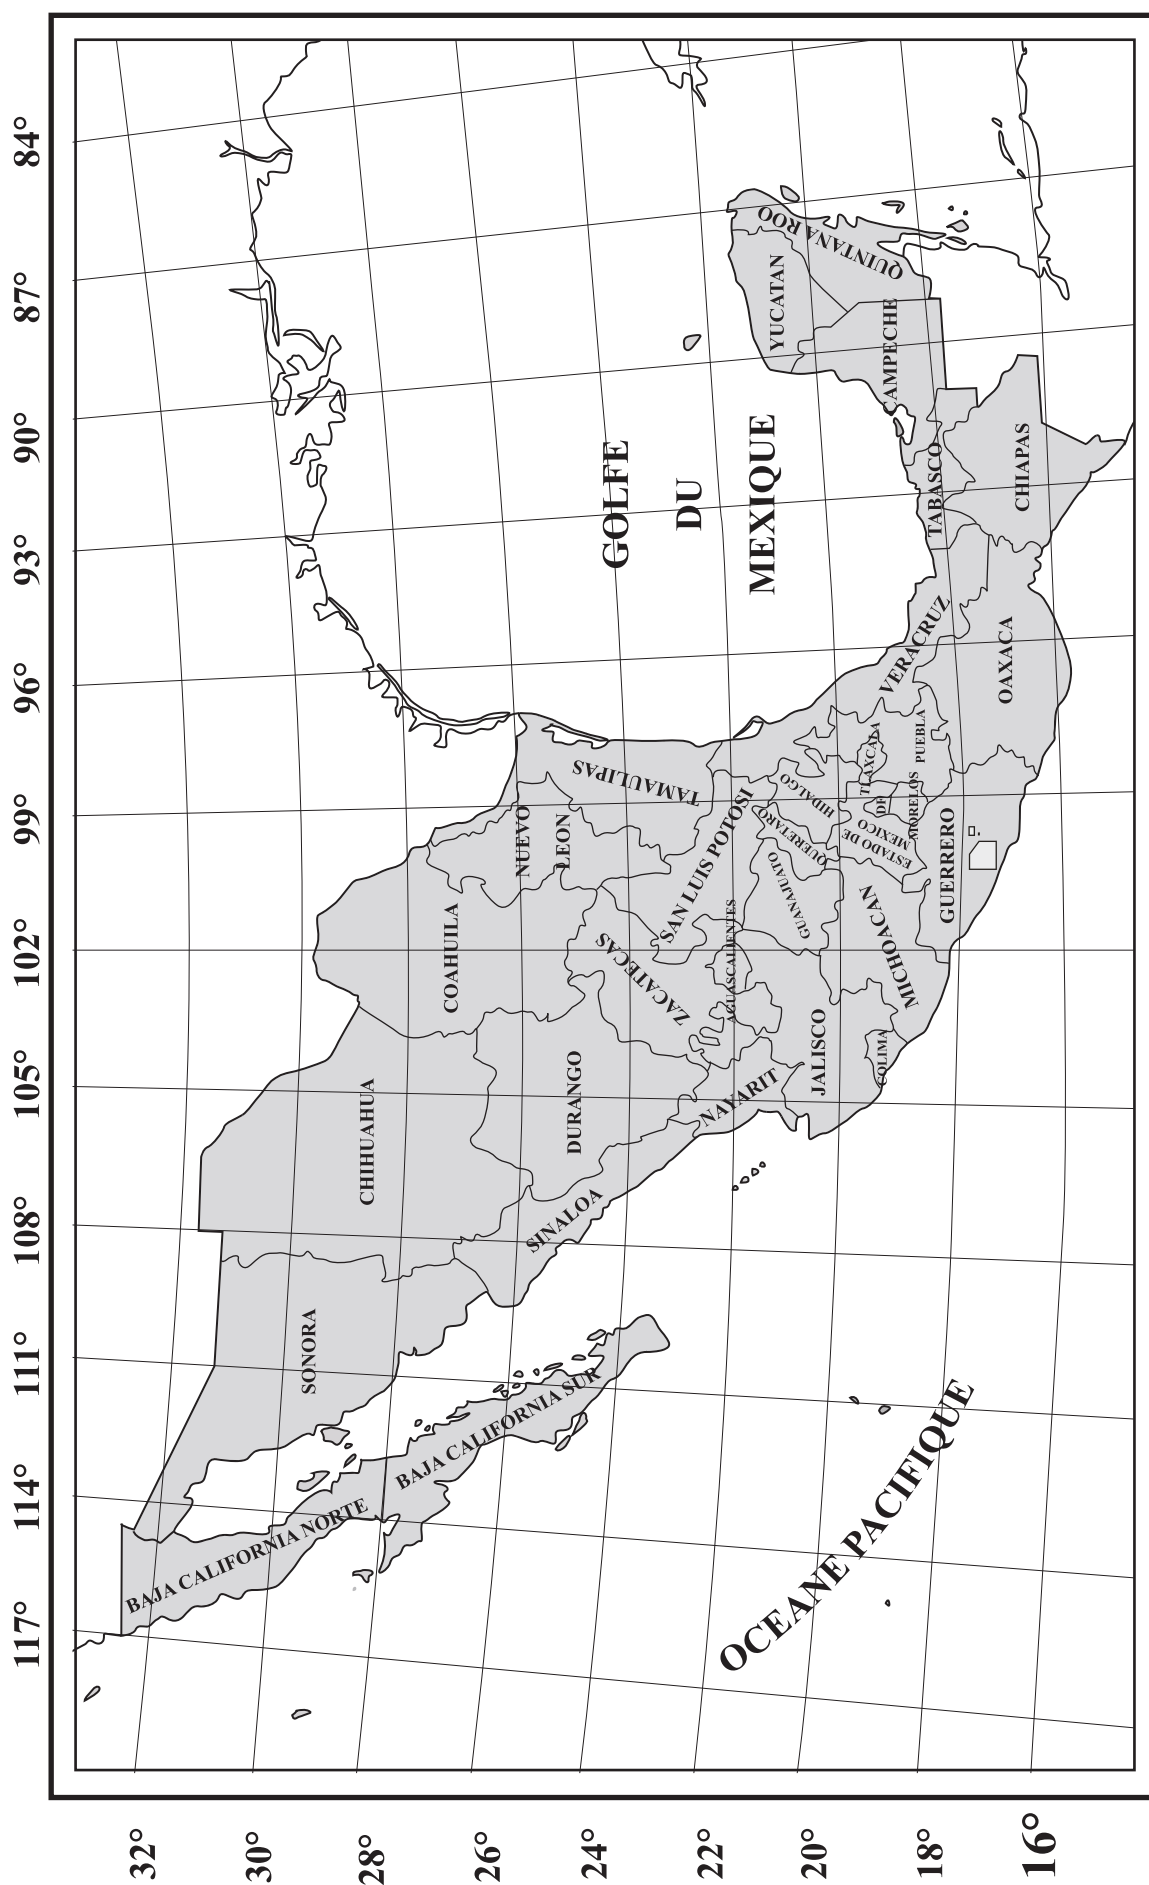 117° 114° 111° 108° 105° 102° 99° 96° 93° 90° 87° 84°
32°
30°
28°
26°
24°
22°
20°
18°
16°
BAJA CALIFORNIA NORTE
BAJA CALIFORNIA SUR
SONORA
CHIHUAHUA
COAHUILA
NUEVO
LEON
TAMAULIPAS
SINALOA
DURANGO
ZACATECAS
SAN LUIS POTOSI
NAYARIT
AGUASCALIENTES
JALISCO
GUANAJUATO
QUERETARO
HIDALGO
COLIMA
MICHOACAN
ESTADO DE
MEXICO
DF
TLAXCALA
MORELOS
PUEBLA
VERACRUZ
GUERRERO
OAXACA
TABASCO
CHIAPAS
CAMPECHE
YUCATAN
QUINTANA ROO
GOLFE
DU
MEXIQUE
OCEANE PACIFIQUE